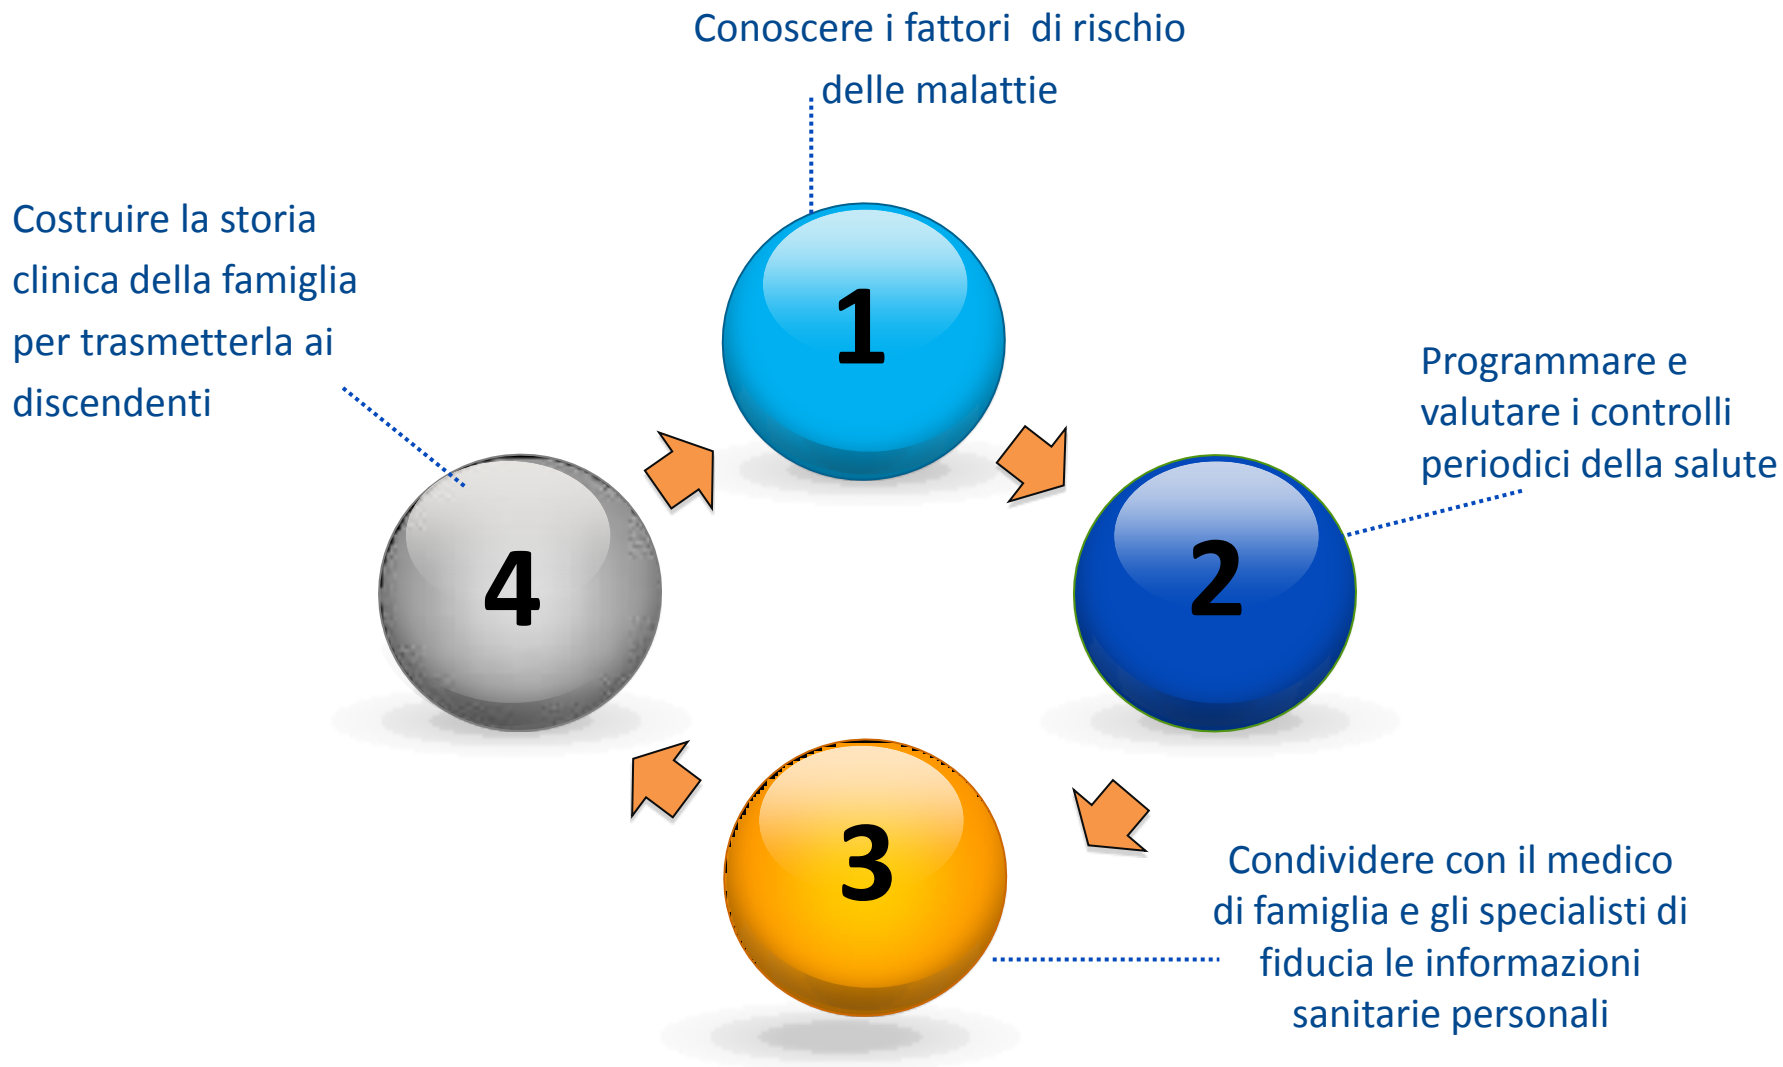 Conoscere i fattori  di rischio
delle malattie
1
Programmare e
valutare i controlli
periodici della salute
2
Condividere con il medico
di famiglia e gli specialisti di
fiducia le informazioni
sanitarie personali
3
Costruire la storia
clinica della famiglia
per trasmetterla ai
discendenti
4